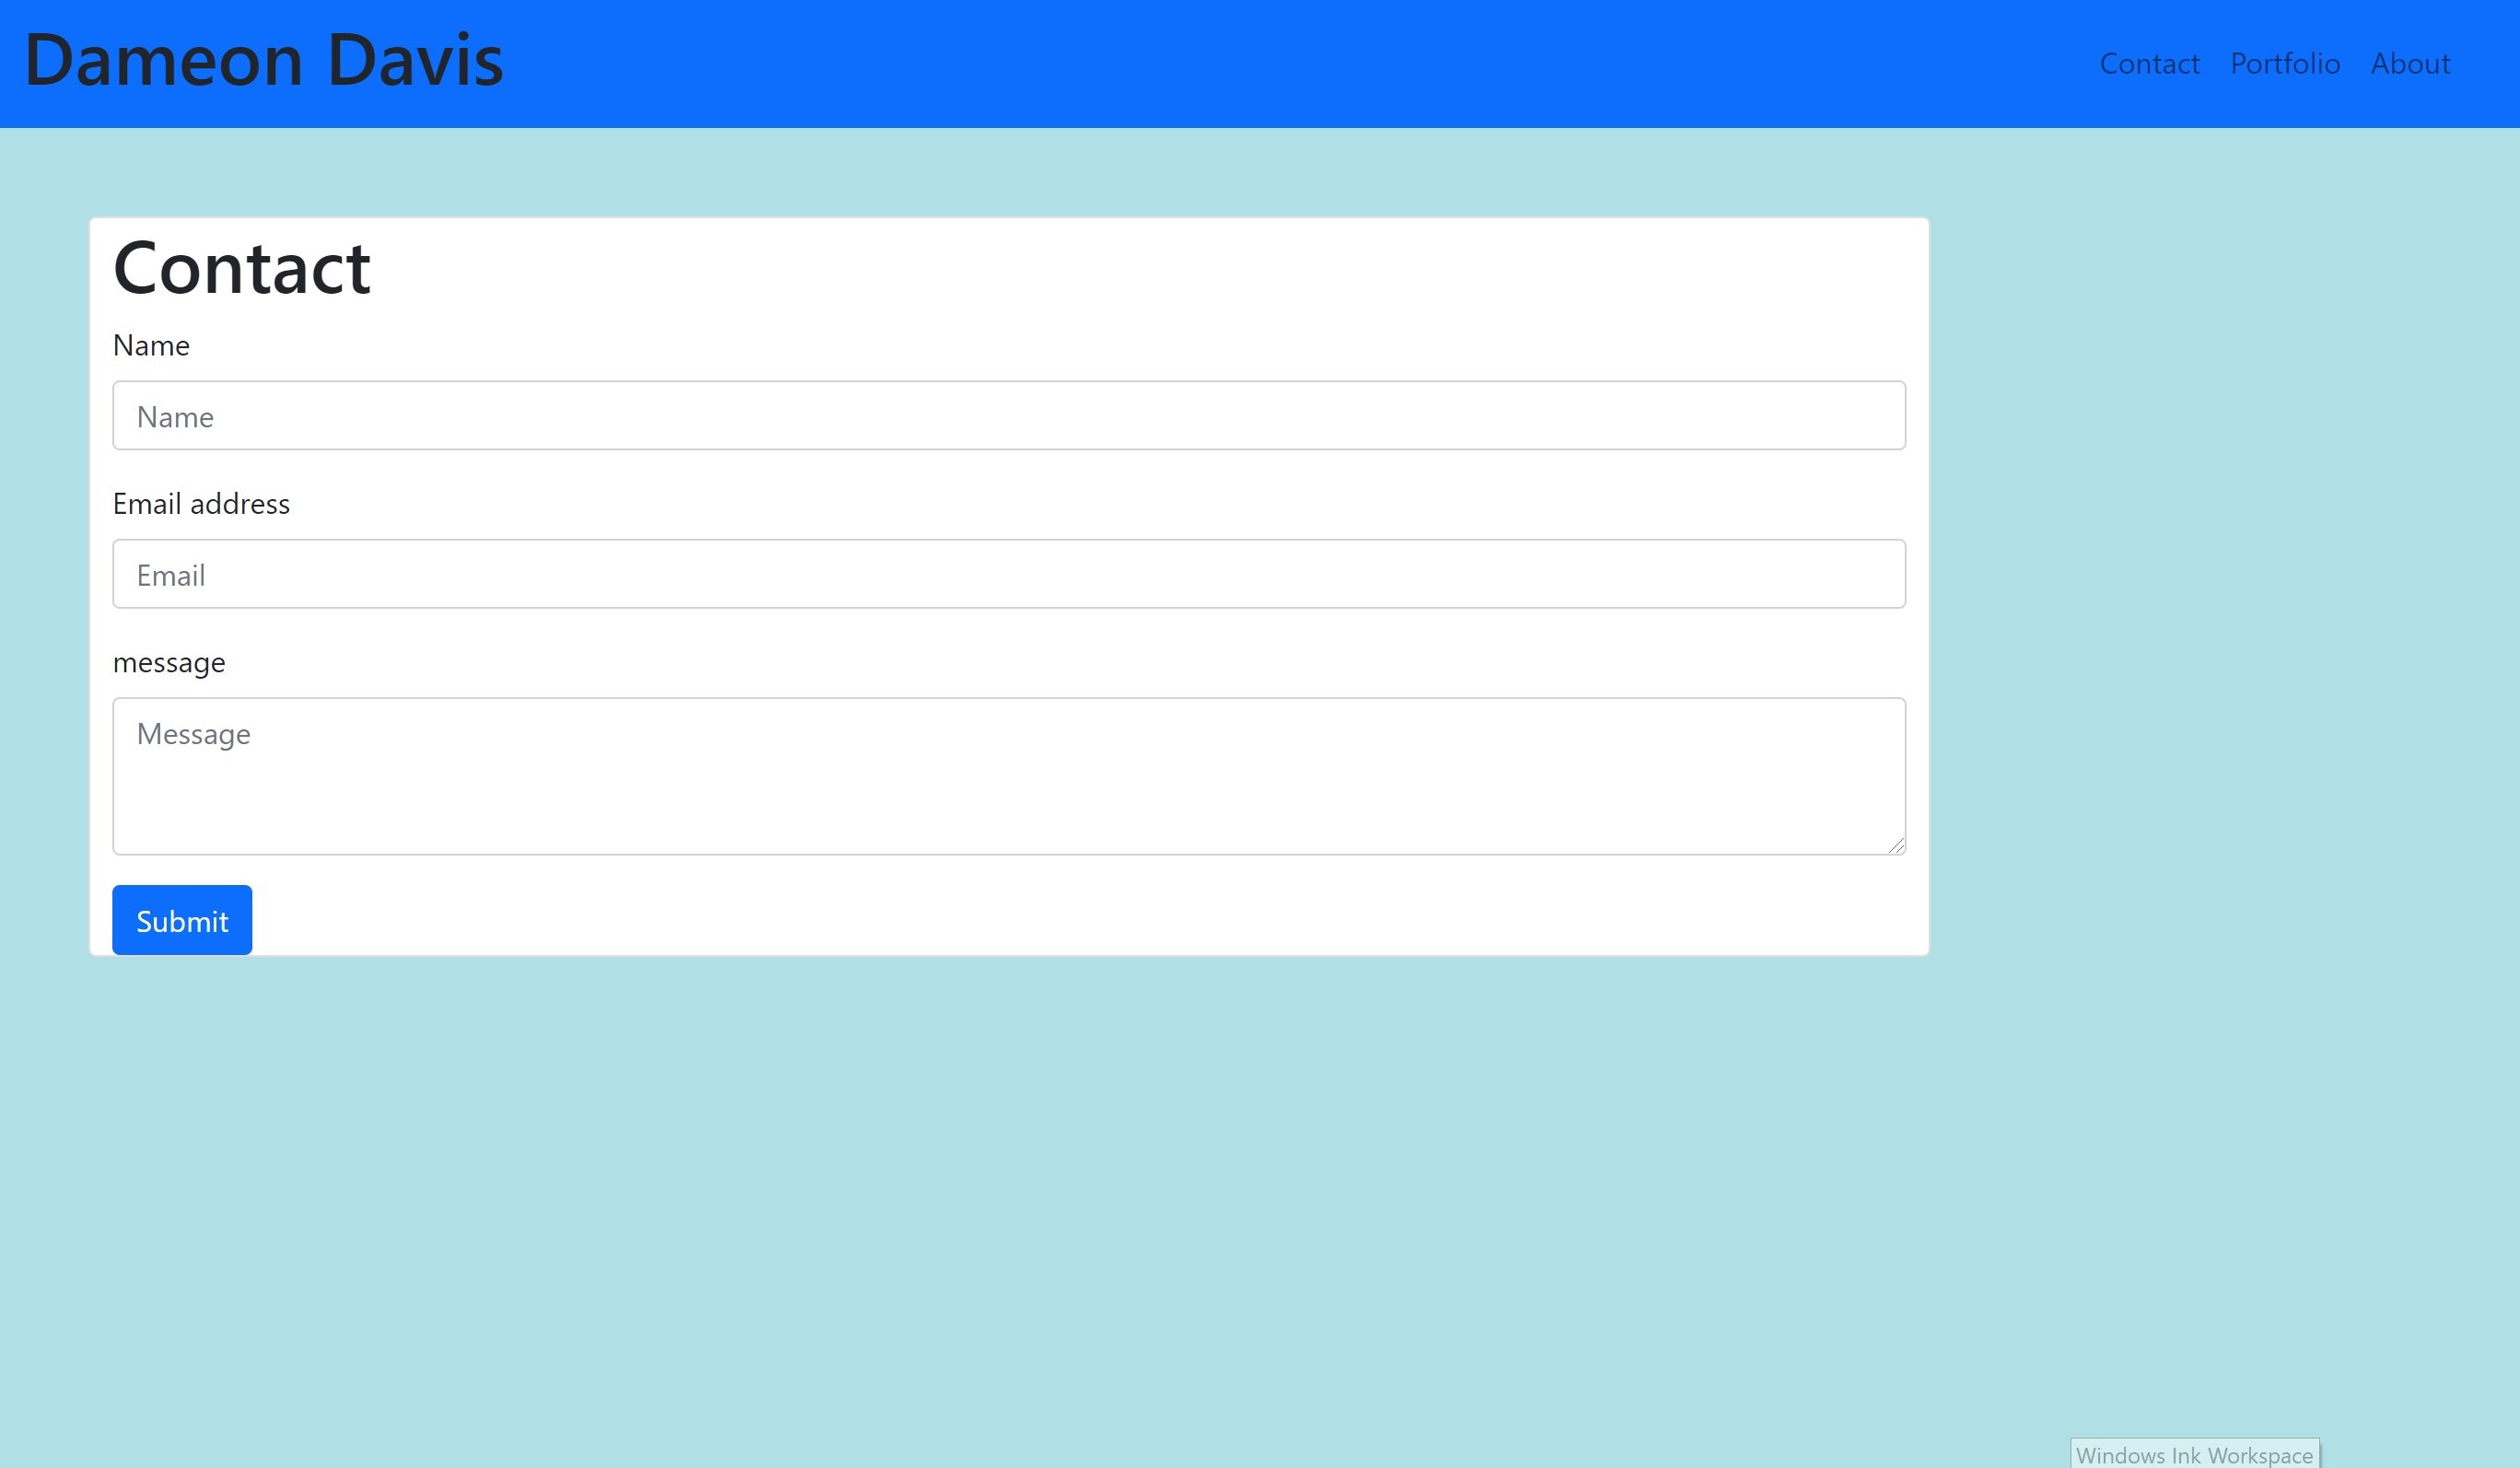 Dameon Davis
Contact Portfolio About
Contact
Name
Name
Email address
Email
message
Message
Submit
Windows Ink Workspace